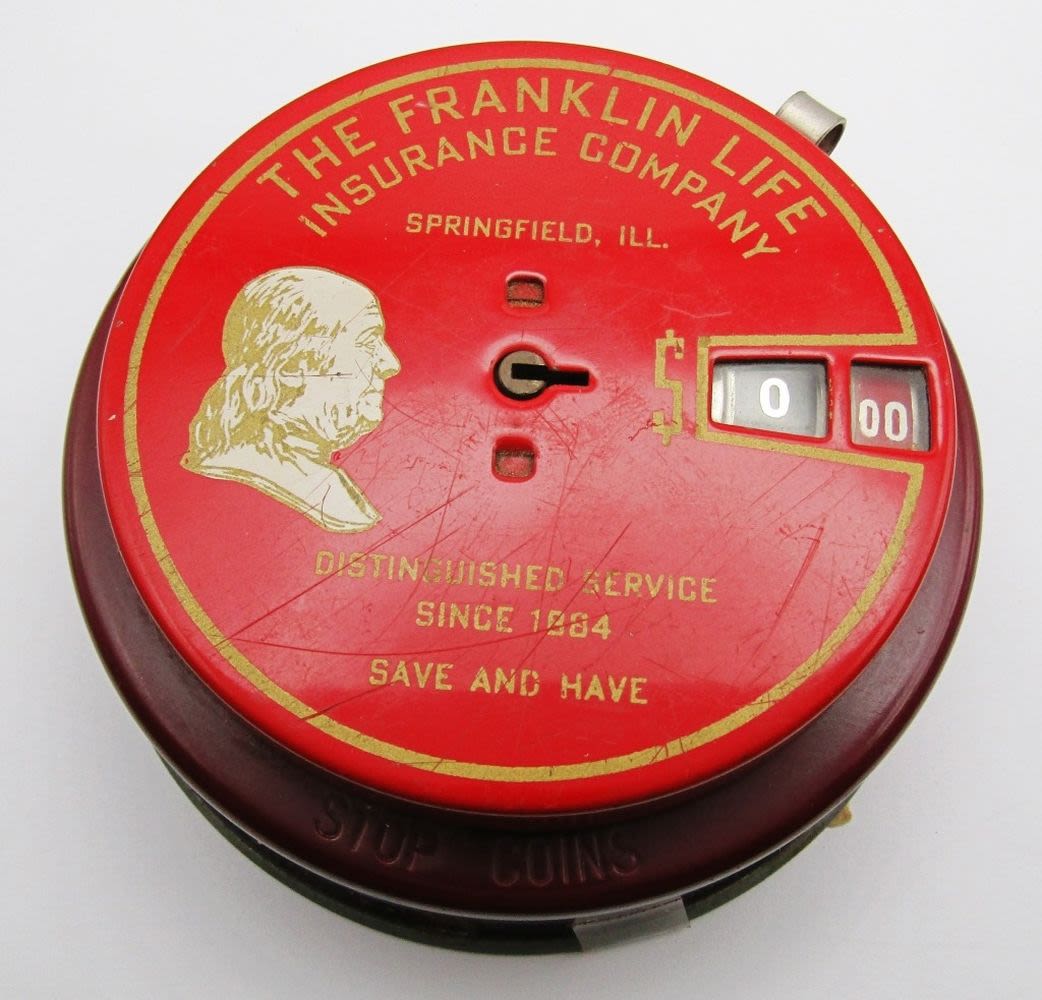 THE FRANKLIN LIFE
INSURANCE COMPANY
SPRINGFIELD, ILL.
$ 0 00
DISTINGUISHED SERVICE
SINCE 1884
SAVE AND HAVE
STOP COINS